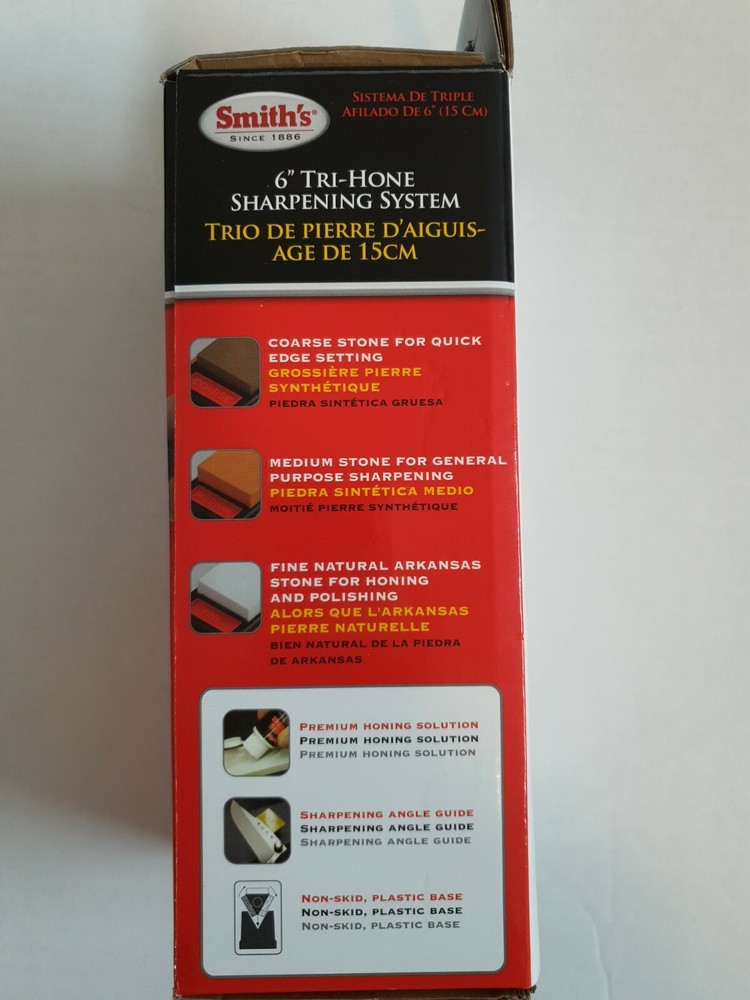 Smith's®
SINCE 1886
SISTEMA DE TRIPLE
AFILADO DE 6" (15 CM)
6" TRI-HONE
SHARPENING SYSTEM
TRIO DE PIERRE D'AIGUIS-
AGE DE 15CM
COARSE STONE FOR QUICK
EDGE SETTING
GROSSIÈRE PIERRE
SYNTHÉTIQUE
PIEDRA SINTÉTICA GRUESA
MEDIUM STONE FOR GENERAL
PURPOSE SHARPENING
PIEDRA SINTÉTICA MEDIO
MOITIÉ PIERRE SYNTHÉTIQUE
FINE NATURAL ARKANSAS
STONE FOR HONING
AND POLISHING
ALORS QUE L'ARKANSAS
PIERRE NATURELLE
BIEN NATURAL DE LA PIEDRA
DE ARKANSAS
PREMIUM HONING SOLUTION
PREMIUM HONING SOLUTION
PREMIUM HONING SOLUTION
SHARPENING ANGLE GUIDE
SHARPENING ANGLE GUIDE
SHARPENING ANGLE GUIDE
NON-SKID, PLASTIC BASE
NON-SKID, PLASTIC BASE
NON-SKID, PLASTIC BASE